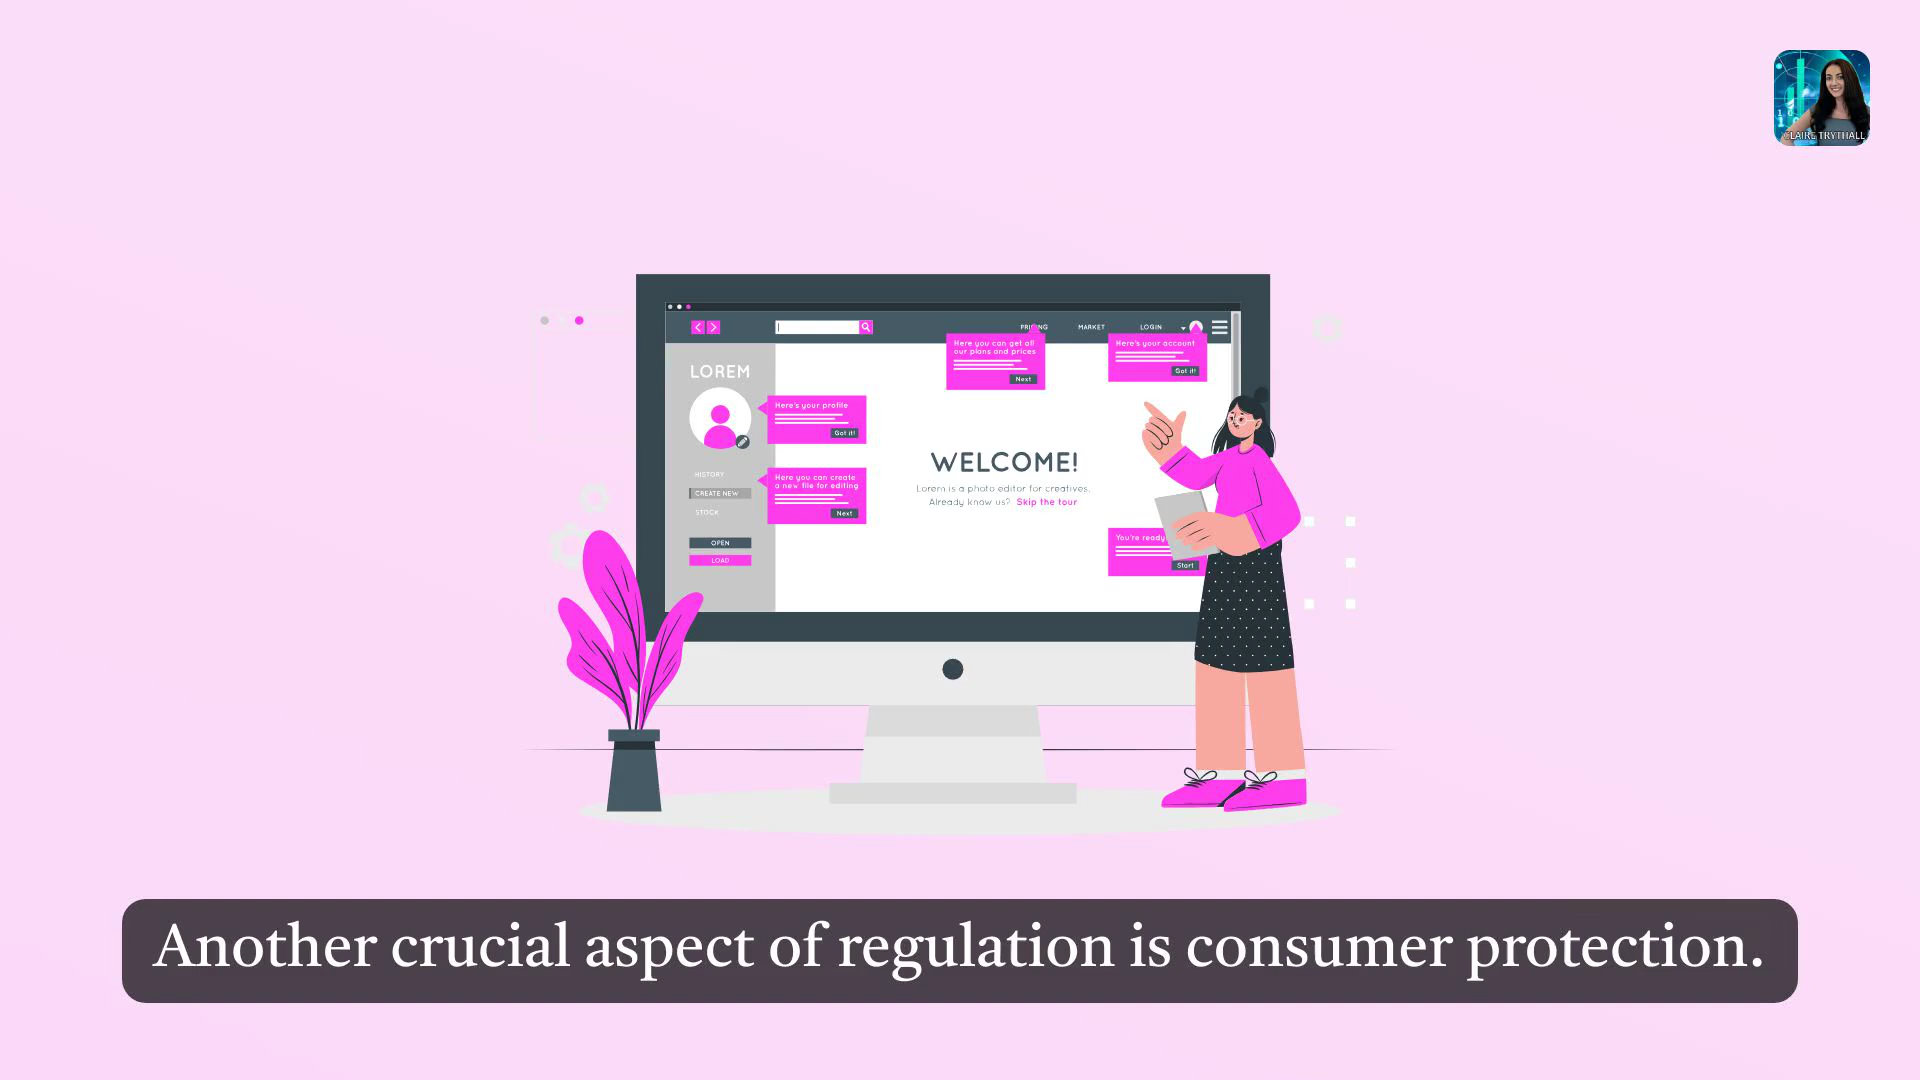 CLAIRE TRYTHALL
PRICING
MARKET
LOGIN
Here you can get all
our plans and prices
Next
Here's your account
Got it!
LOREM
Here's your profile
Got it!
HISTORY
CREATE NEW
STOCK
Here you can create
a new file for editing
Next
OPEN
LOAD
WELCOME!
Lorem is a photo editor for creatives.
Already know us? Skip the tour
You're ready
Start
Another crucial aspect of regulation is consumer protection.